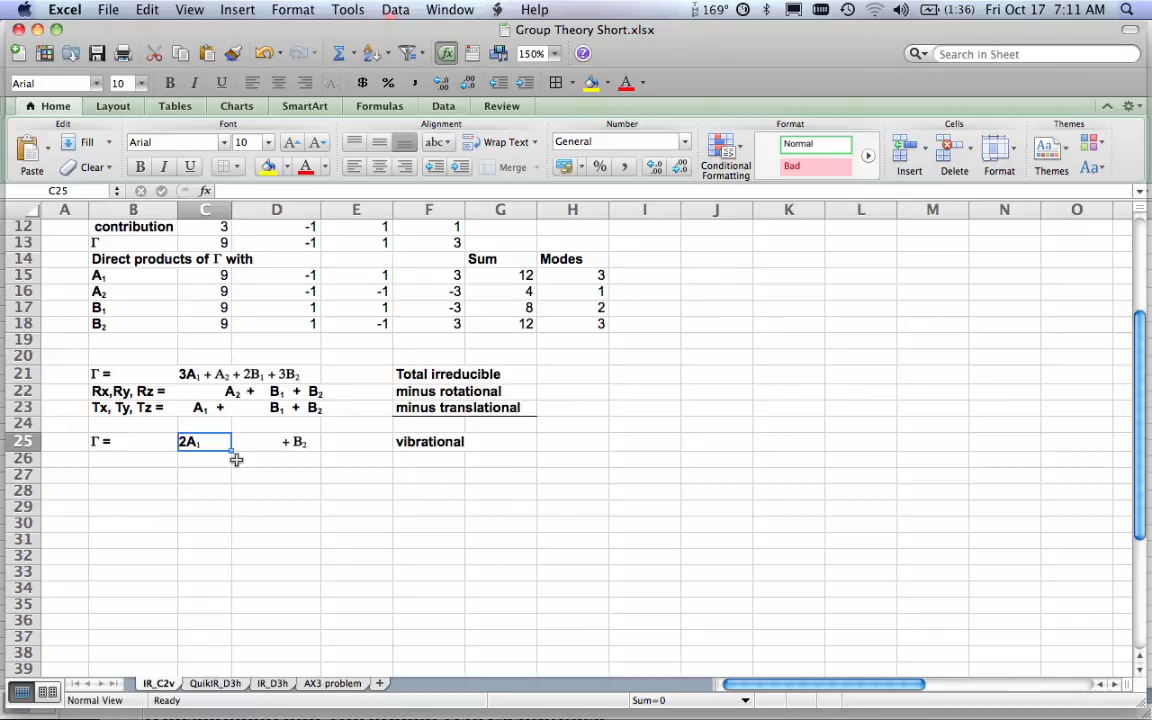 Excel File Edit View Insert Format Tools Data Window Help 169° (1:36) Fri Oct 17 7:11 AM
Group Theory Short.xlsx
150% Search in Sheet
Arial 10 B I U $ % , A
Home Layout Tables Charts SmartArt Formulas Data Review
Edit Font Alignment Number Format Cells Themes
Fill Arial 10 A A abc Wrap Text General Normal
Paste Clear B I U A Merge % , Conditional Formatting Bad Insert Delete Format Themes Aa
C25 fx
A B C D E F G H I J K L M N O
12 contribution 3 -1 1 1
13 Γ 9 -1 1 3
14 Direct products of Γ with Sum Modes
15 A₁ 9 -1 1 3 12 3
16 A₂ 9 -1 -1 -3 4 1
17 B₁ 9 1 1 -3 8 2
18 B₂ 9 1 -1 3 12 3
19
20
21 Γ = 3A₁ + A₂ + 2B₁ + 3B₂ Total irreducible
22 Rx,Ry, Rz = A₂ + B₁ + B₂ minus rotational
23 Tx, Ty, Tz = A₁ + B₁ + B₂ minus translational
24
25 Γ = 2A₁ + B₂ vibrational
26
27
28
29
30
31
32
33
34
35
36
37
38
39
IR_C2v QuikIR_D3h IR_D3h AX3 problem +
Normal View Ready Sum=0